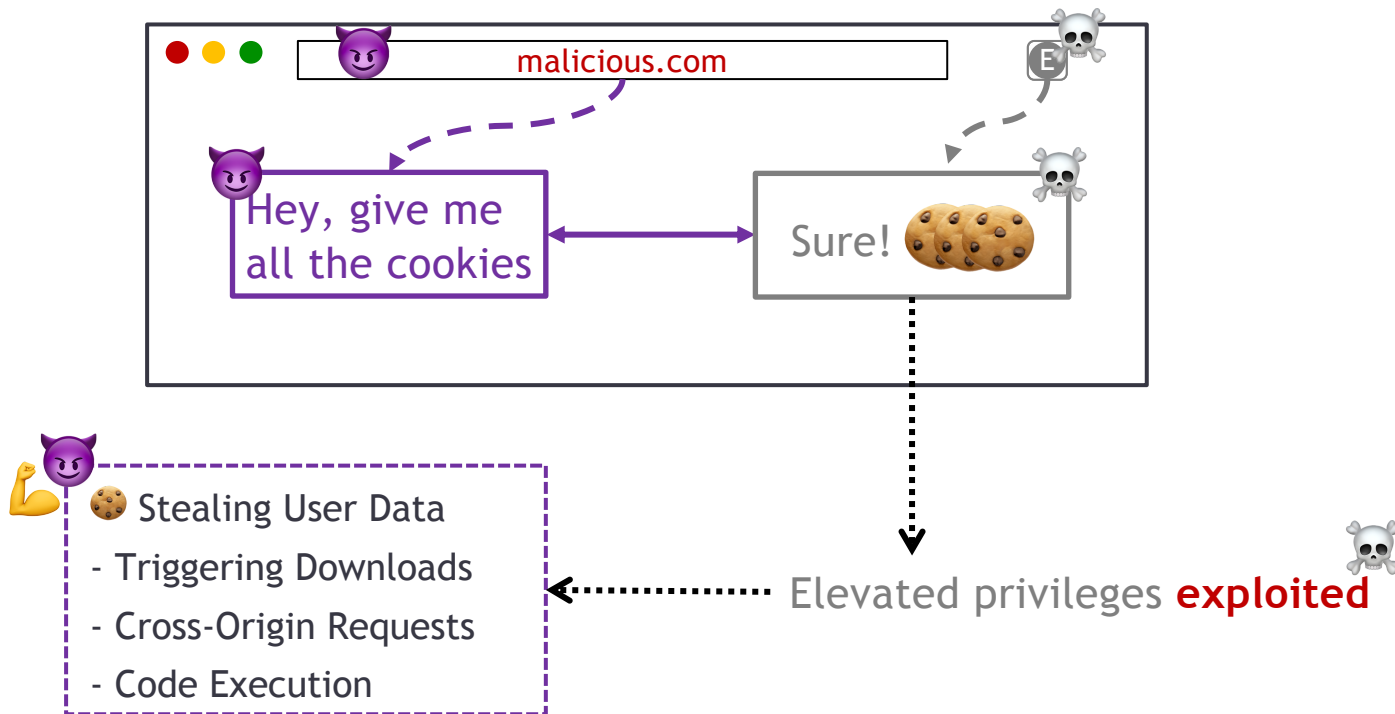 malicious.com
E
Hey, give me
all the cookies
Sure!
Stealing User Data
- Triggering Downloads
- Cross-Origin Requests
- Code Execution
Elevated privileges exploited